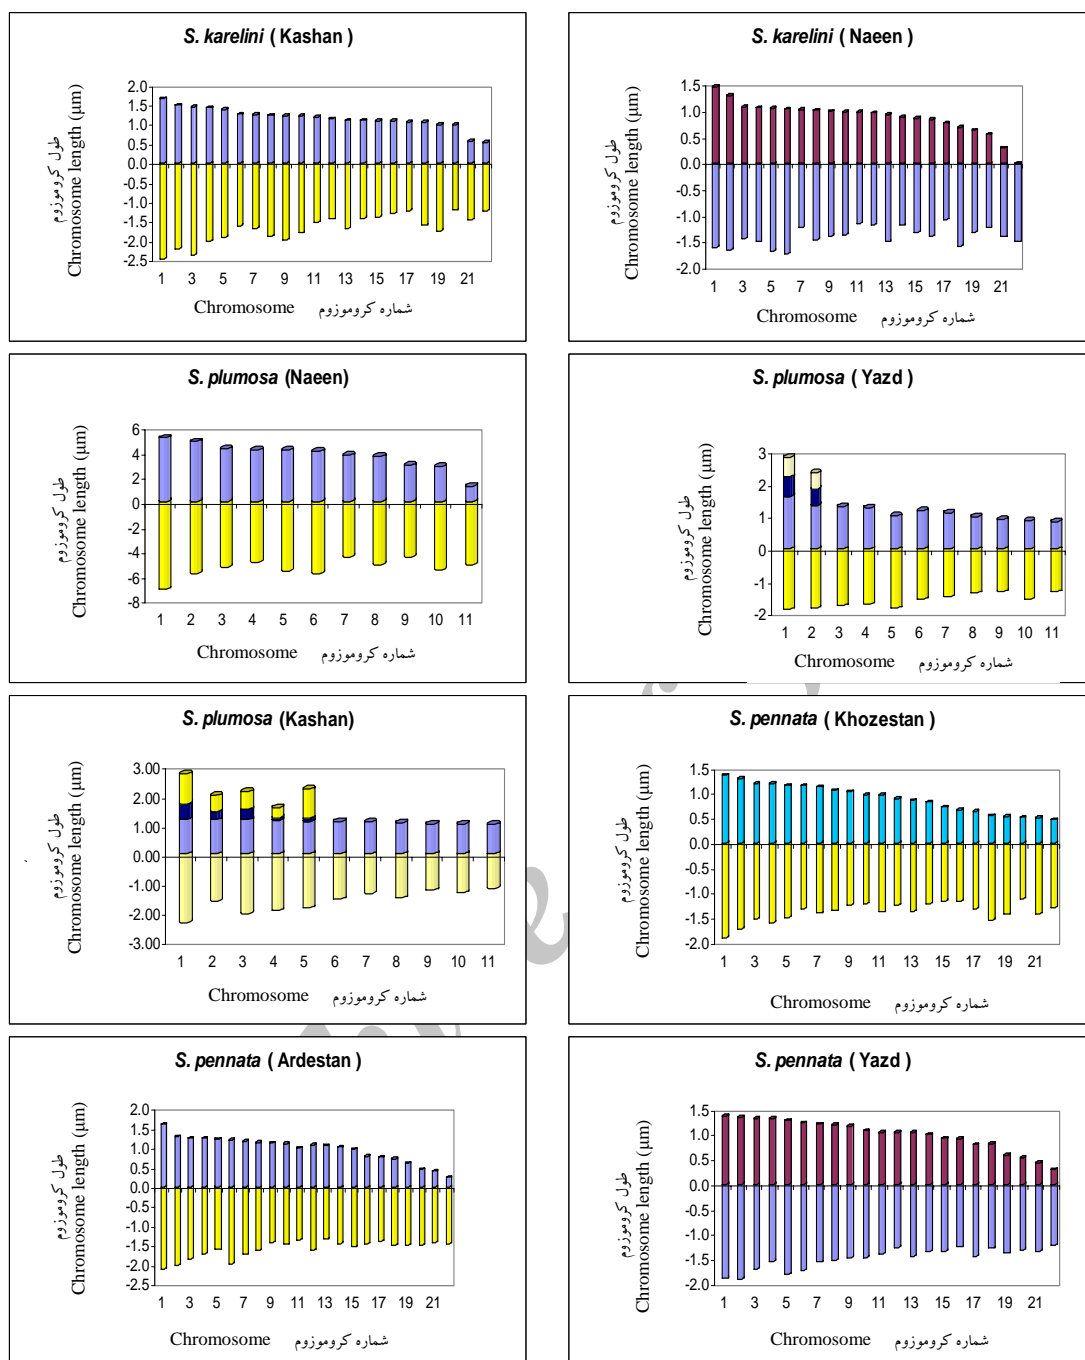 S. karelini ( Kashan )
طول کروموزوم
Chromosome length (µm)
2.0
1.5
1.0
0.5
0.0
-0.5
-1.0
-1.5
-2.0
-2.5
1 3 5 7 9 11 13 15 17 19 21
Chromosome شماره کروموزوم
S. karelini ( Naeen )
طول کروموزوم
Chromosome length (µm)
1.5
1.0
0.5
0.0
-0.5
-1.0
-1.5
-2.0
1 3 5 7 9 11 13 15 17 19 21
Chromosome شماره کروموزوم
S. plumosa (Naeen)
طول کروموزوم
Chromosome length (µm)
6
4
2
0
-2
-4
-6
-8
1 2 3 4 5 6 7 8 9 10 11
Chromosome شماره کروموزوم
S. plumosa ( Yazd )
طول کروموزوم
Chromosome length (µm)
3
2
1
0
-1
-2
1 2 3 4 5 6 7 8 9 10 11
Chromosome شماره کروموزوم
S. plumosa (Kashan)
طول کروموزوم
Chromosome length (µm)
3.00
2.00
1.00
0.00
-1.00
-2.00
-3.00
1 2 3 4 5 6 7 8 9 10 11
Chromosome شماره کروموزوم
S. pennata ( Khozestan )
طول کروموزوم
Chromosome length (µm)
1.5
1.0
0.5
0.0
-0.5
-1.0
-1.5
-2.0
1 3 5 7 9 11 13 15 17 19 21
Chromosome شماره کروموزوم
S. pennata ( Ardestan )
طول کروموزوم
Chromosome length (µm)
2.0
1.5
1.0
0.5
0.0
-0.5
-1.0
-1.5
-2.0
-2.5
1 3 5 7 9 11 13 15 17 19 21
Chromosome شماره کروموزوم
S. pennata ( Yazd )
طول کروموزوم
Chromosome length (µm)
1.5
1.0
0.5
0.0
-0.5
-1.0
-1.5
-2.0
1 3 5 7 9 11 13 15 17 19 21
Chromosome شماره کروموزوم